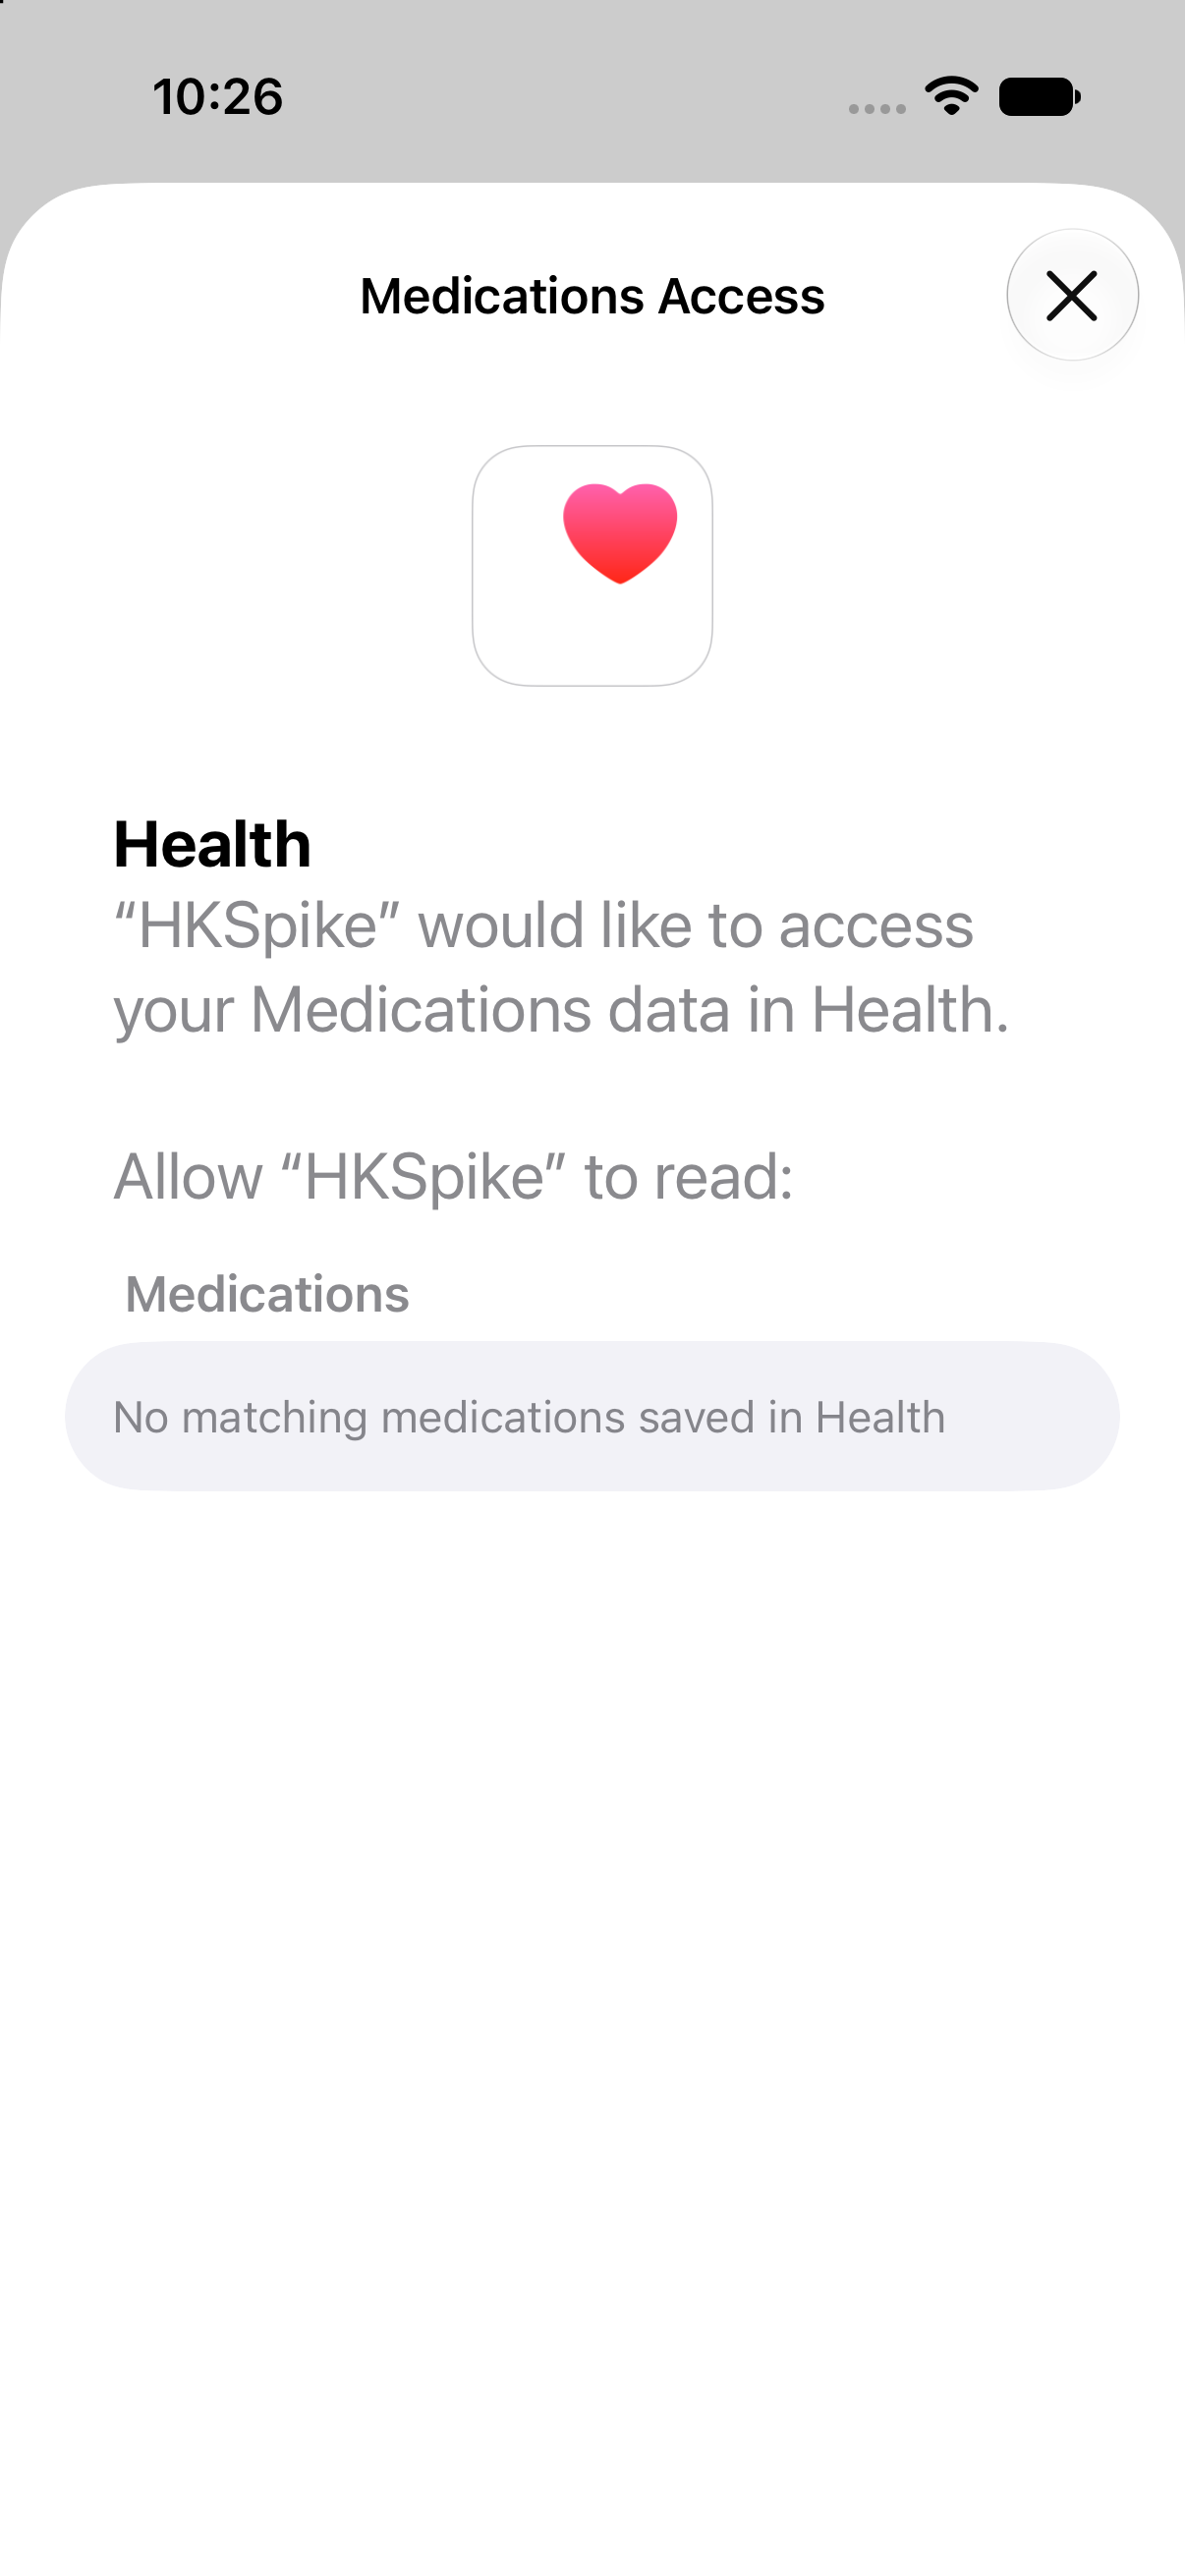 10:26
Medications Access
Health
“HKSpike” would like to access
your Medications data in Health.
Allow “HKSpike” to read:
Medications
No matching medications saved in Health